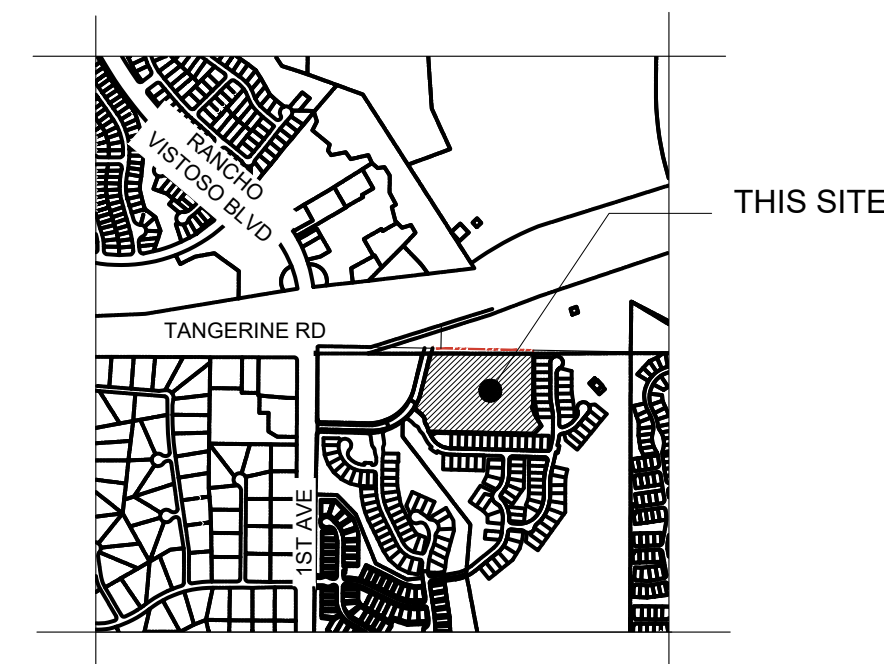 RANCHO
VISTOSO BLVD
THIS SITE
TANGERINE RD
1ST AVE